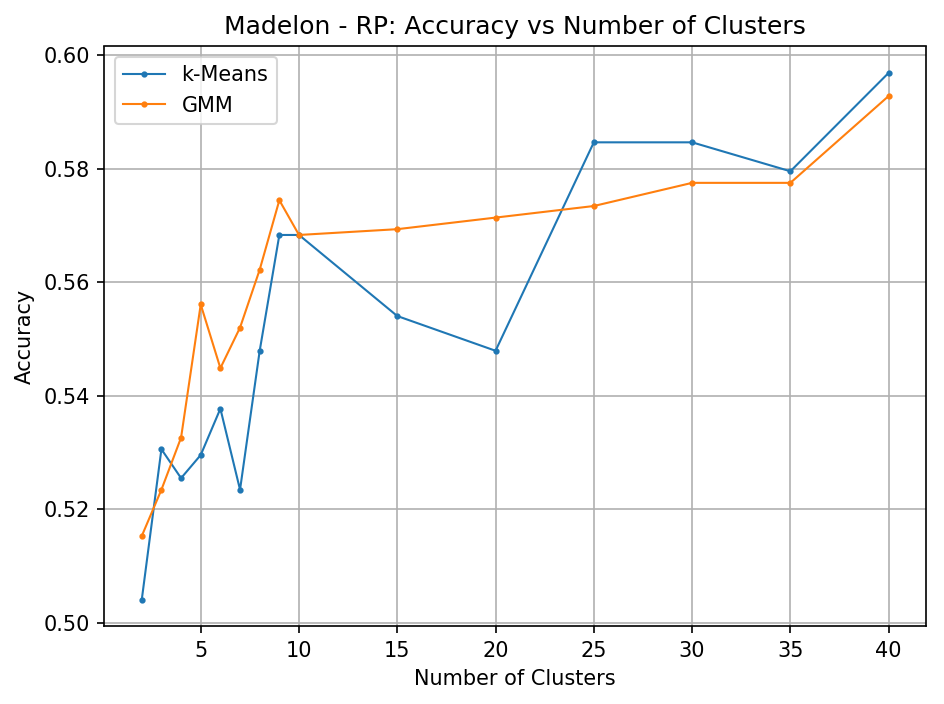 Madelon - RP: Accuracy vs Number of Clusters
k-Means
GMM
Accuracy
0.60
0.58
0.56
0.54
0.52
0.50
5 10 15 20 25 30 35 40
Number of Clusters